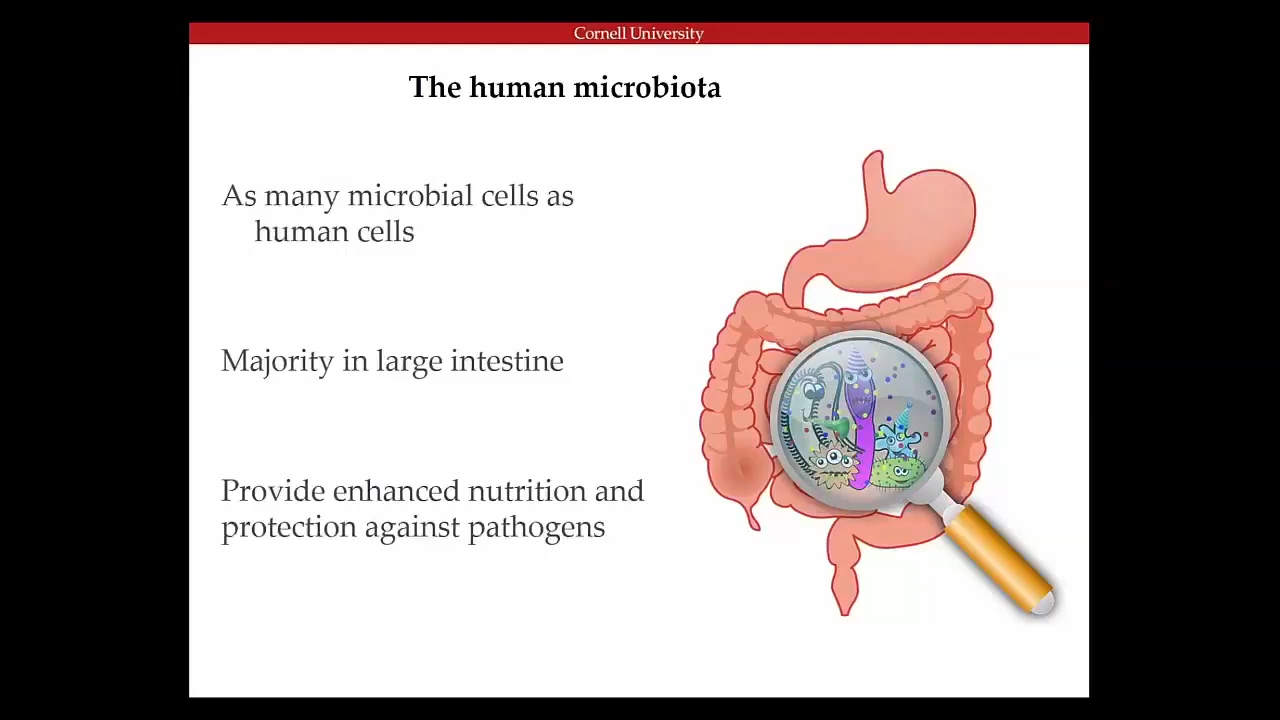 Cornell University
The human microbiota
As many microbial cells as
human cells
Majority in large intestine
Provide enhanced nutrition and
protection against pathogens